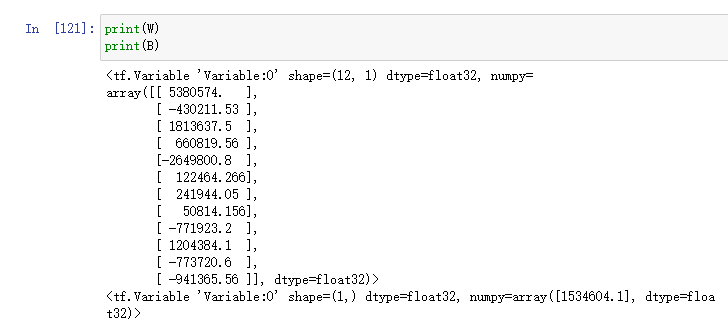 In [121]: print(W)
print(B)
<tf.Variable 'Variable:0' shape=(12, 1) dtype=float32, numpy=
array([[ 5380574.   ],
[ -430211.53 ],
[ 1813637.5  ],
[  660819.56 ],
[-2649800.8  ],
[  122464.266],
[  241944.05 ],
[   50814.156],
[ -771923.2  ],
[ 1204384.1  ],
[ -773720.6  ],
[ -941365.56 ]], dtype=float32)>
<tf.Variable 'Variable:0' shape=(1,) dtype=float32, numpy=array([1534604.1], dtype=floa
t32)>